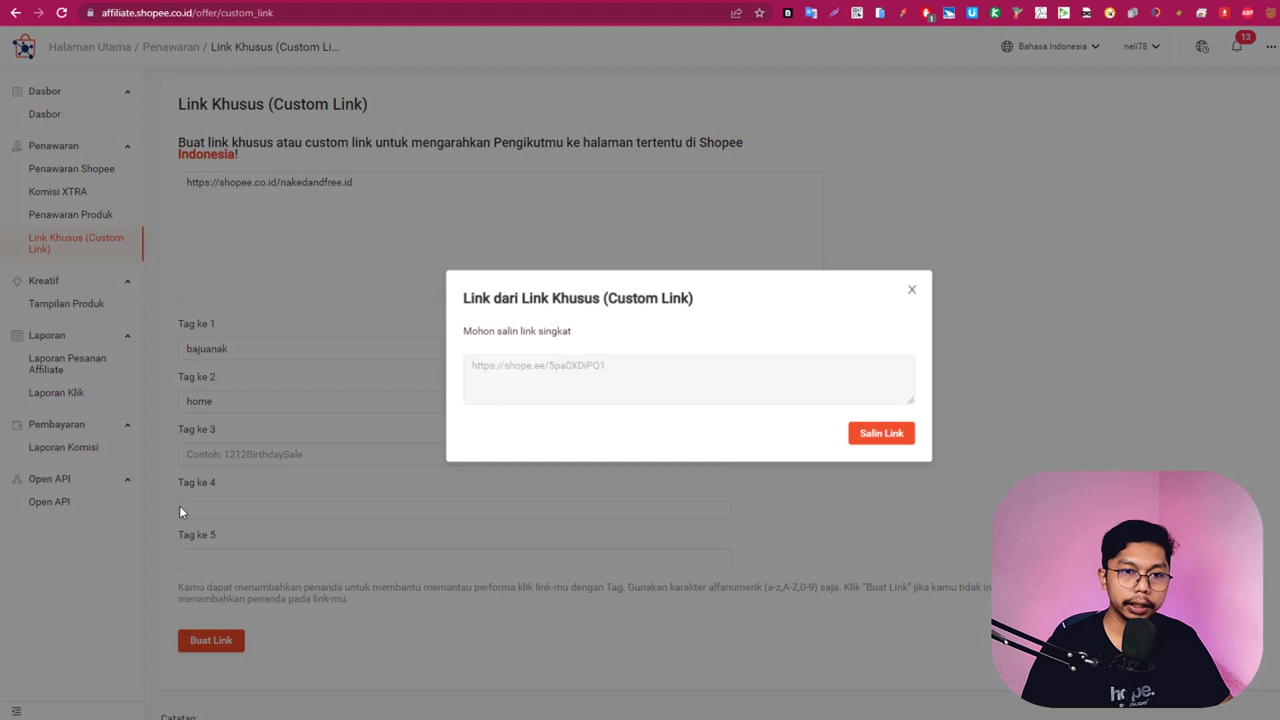 affiliate.shopee.co.id/offer/custom_link
Halaman Utama / Penawaran / Link Khusus (Custom Li...
Bahasa Indonesia
neli78
13
Dasbor
Dasbor
Penawaran
Penawaran Shopee
Komisi XTRA
Penawaran Produk
Link Khusus (Custom
Link)
Kreatif
Tampilan Produk
Laporan
Laporan Pesanan
Affiliate
Laporan Klik
Pembayaran
Laporan Komisi
Open API
Open API
Link Khusus (Custom Link)
Buat link khusus atau custom link untuk mengarahkan Pengikutmu ke halaman tertentu di Shopee
Indonesia!
https://shopee.co.id/nakedandfree.id
Tag ke 1
bajuanak
Tag ke 2
home
Tag ke 3
Contoh: 1212BirthdaySale
Tag ke 4
Tag ke 5
Kamu dapat menambahkan penanda untuk membantu memantau performa klik link-mu dengan Tag. Gunakan karakter alfanumerik (a-z,A-Z,0-9) saja. Klik "Buat Link" jika kamu tidak in
menambahkan penanda pada link-mu.
Buat Link
Catatan:
Link dari Link Khusus (Custom Link)
X
Mohon salin link singkat
https://shope.ee/5pa0XDiPQ1
Salin Link
hope.